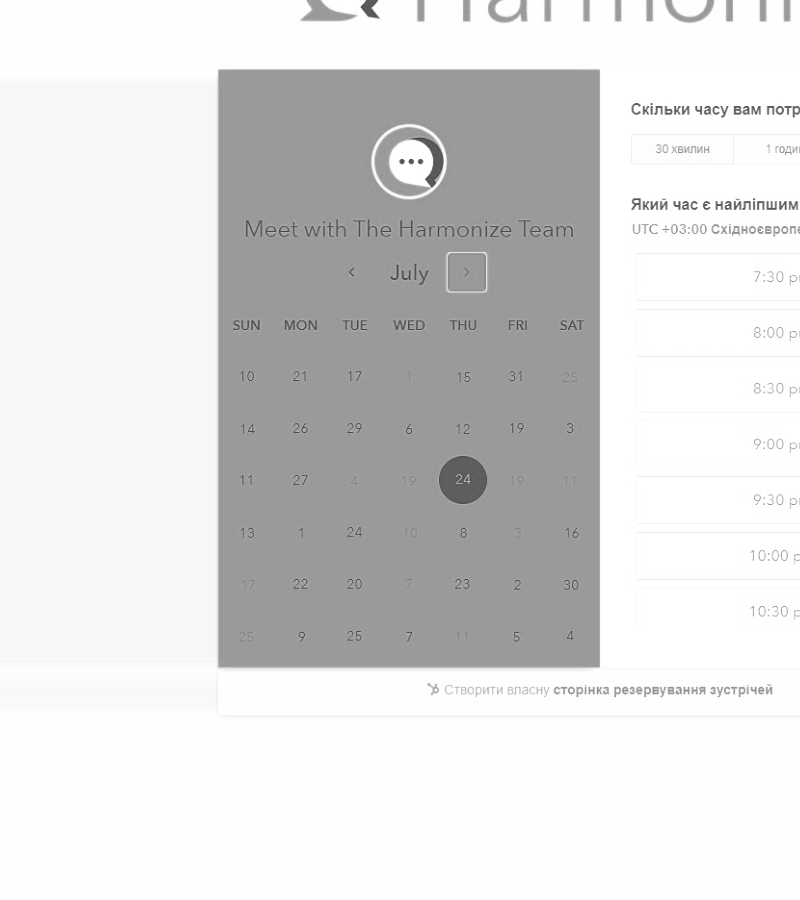 Meet with The Harmonize Team
July
SUN MON TUE WED THU FRI SAT
10 21 17 1 15 31 25
14 26 29 6 12 19 3
11 27 4 19 24 19 11
13 1 24 10 8 3 16
17 22 20 7 23 2 30
25 9 25 7 11 5 4
Скільки часу вам
30 хвилин 1
Який час є найліпшим
UTC +03:00
7:30
8:00
8:30
9:00
9:30
10:00
10:30
Створити власну сторінка резервування зустрічей